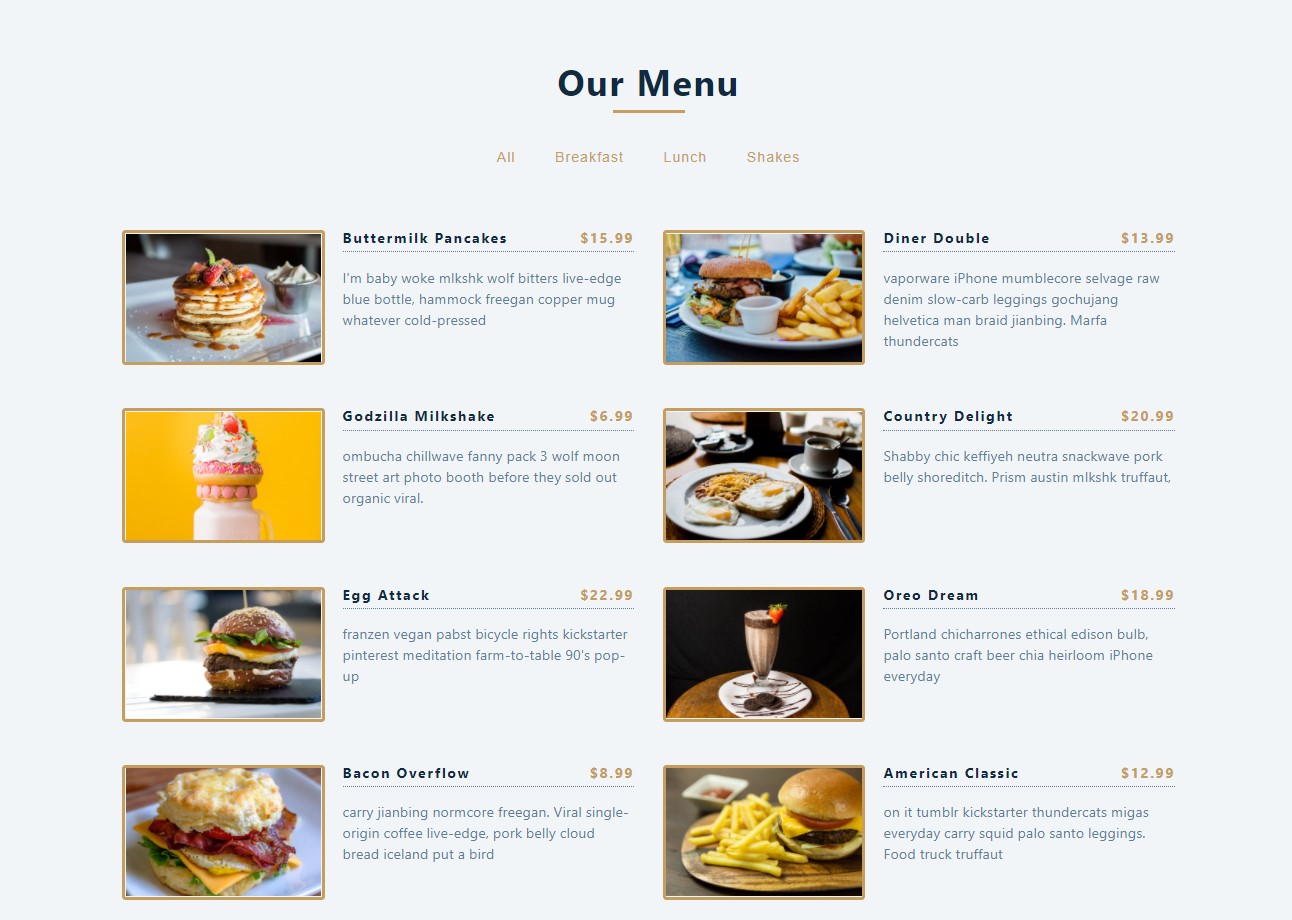 Our Menu
All Breakfast Lunch Shakes
Buttermilk Pancakes $15.99
I'm baby woke mlkshk wolf bitters live-edge
blue bottle, hammock freegan copper mug
whatever cold-pressed
Diner Double $13.99
vaporware iPhone mumblecore selvage raw
denim slow-carb leggings gochujang
helvetica man braid jianbing. Marfa
thundercats
Godzilla Milkshake $6.99
ombucha chillwave fanny pack 3 wolf moon
street art photo booth before they sold out
organic viral.
Country Delight $20.99
Shabby chic keffiyeh neutra snackwave pork
belly shoreditch. Prism austin mlkshk truffaut,
Egg Attack $22.99
franzen vegan pabst bicycle rights kickstarter
pinterest meditation farm-to-table 90's pop-
up
Oreo Dream $18.99
Portland chicharrones ethical edison bulb,
palo santo craft beer chia heirloom iPhone
everyday
Bacon Overflow $8.99
carry jianbing normcore freegan. Viral single-
origin coffee live-edge, pork belly cloud
bread iceland put a bird
American Classic $12.99
on it tumblr kickstarter thundercats migas
everyday carry squid palo santo leggings.
Food truck truffaut